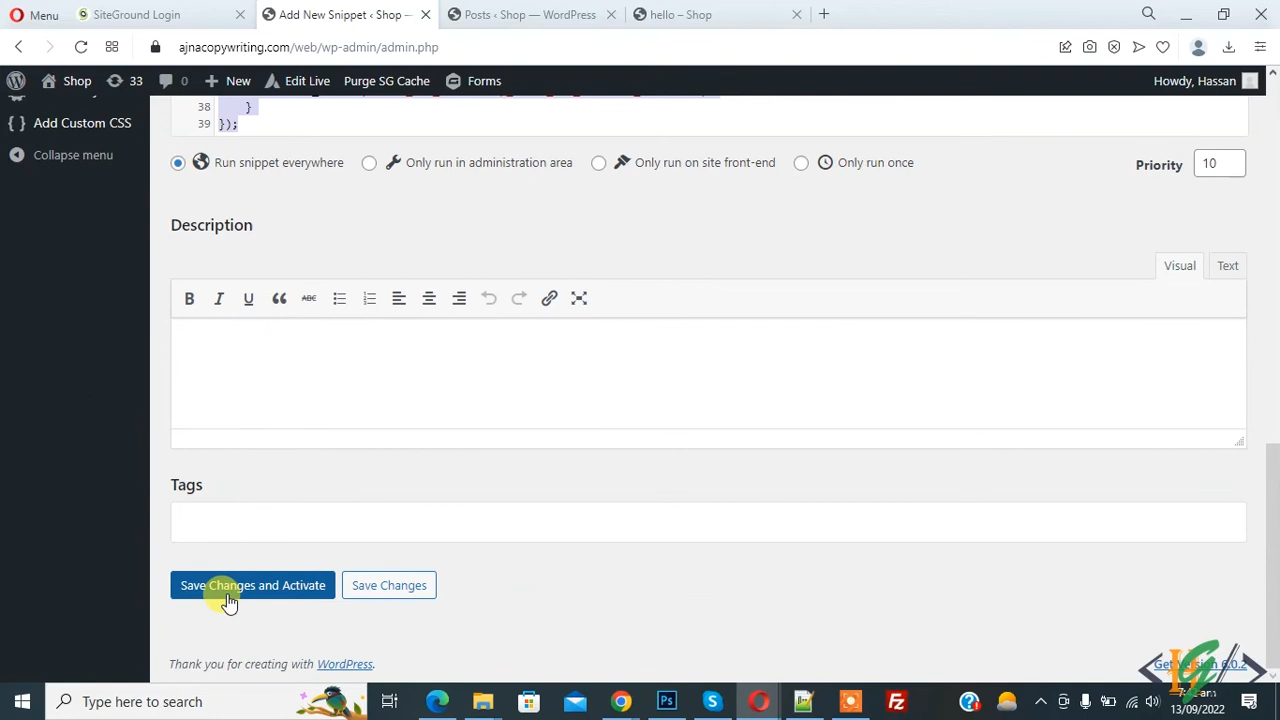 Menu
SiteGround Login
Add New Snippet ‹ Shop —
Posts ‹ Shop — WordPress
hello – Shop
ajnacopywriting.com/web/wp-admin/admin.php
Shop
33
0
New
Edit Live
Purge SG Cache
Forms
Howdy, Hassan
Add Custom CSS
Collapse menu
38 }
39 });
Run snippet everywhere
Only run in administration area
Only run on site front-end
Only run once
Priority
10
Description
Visual
Text
B I U ABC
Tags
Save Changes and Activate
Save Changes
Thank you for creating with WordPress.
Type here to search
13/09/2022